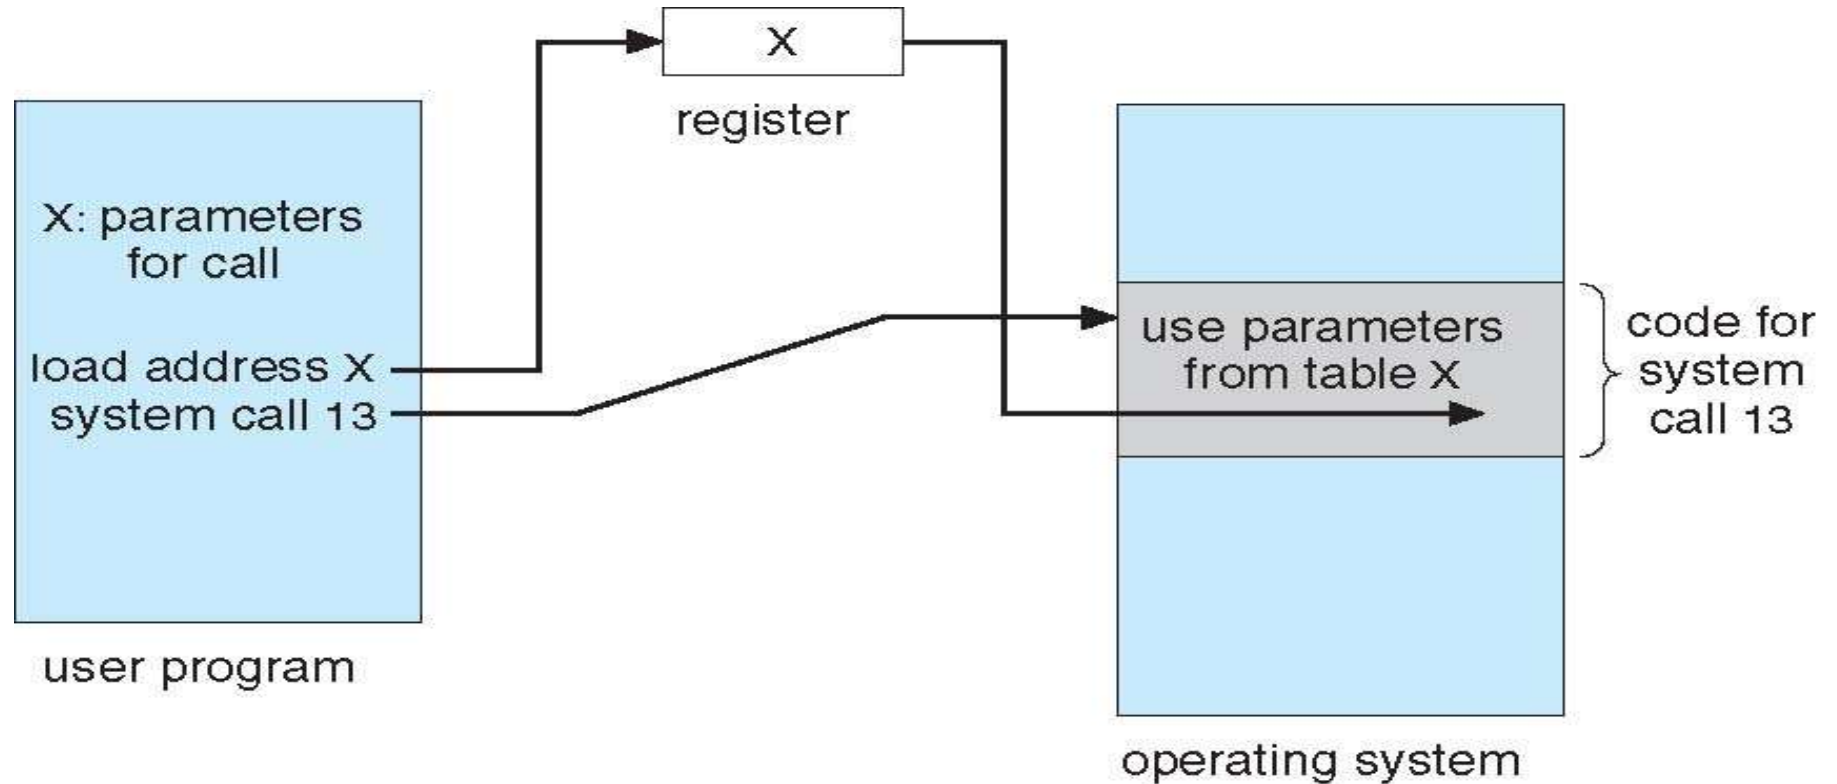 X
register
X: parameters
for call
load address X
system call 13
user program
use parameters
from table X
code for
system
call 13
operating system